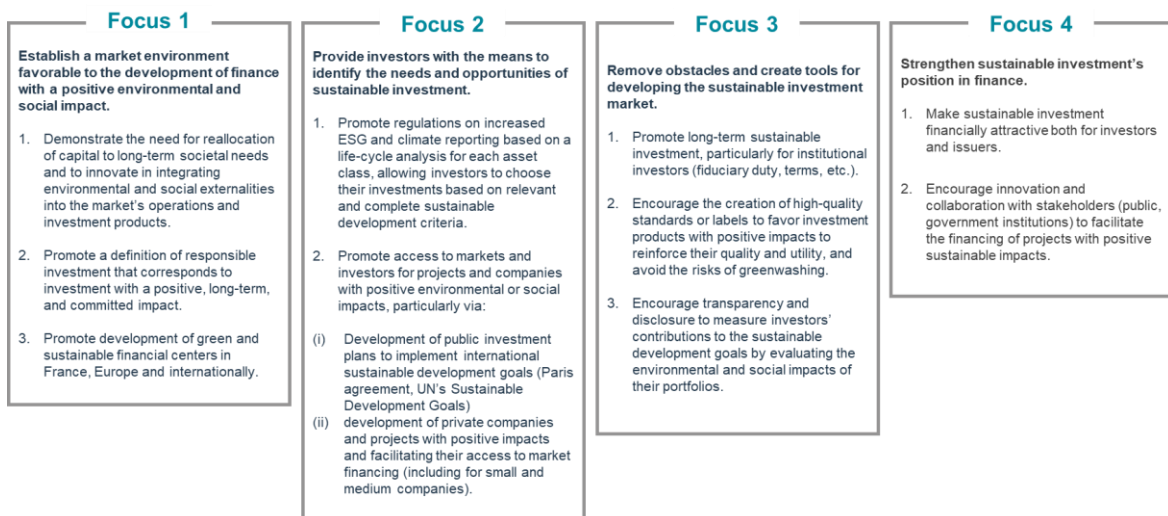 Focus 1
Establish a market environment
favorable to the development of finance
with a positive environmental and
social impact.
1. Demonstrate the need for reallocation
of capital to long-term societal needs
and to innovate in integrating
environmental and social externalities
into the market's operations and
investment products.
2. Promote a definition of responsible
investment that corresponds to
investment with a positive, long-term,
and committed impact.
3. Promote development of green and
sustainable financial centers in
France, Europe and internationally.
Focus 2
Provide investors with the means to
identify the needs and opportunities of
sustainable investment.
1. Promote regulations on increased
ESG and climate reporting based on a
life-cycle analysis for each asset
class, allowing investors to choose
their investments based on relevant
and complete sustainable
development criteria.
2. Promote access to markets and
investors for projects and companies
with positive environmental or social
impacts, particularly via:
(i) Development of public investment
plans to implement international
sustainable development goals (Paris
agreement, UN's Sustainable
Development Goals)
(ii) development of private companies
and projects with positive impacts
and facilitating their access to market
financing (including for small and
medium companies).
Focus 3
Remove obstacles and create tools for
developing the sustainable investment
market.
1. Promote long-term sustainable
investment, particularly for institutional
investors (fiduciary duty, terms, etc.).
2. Encourage the creation of high-quality
standards or labels to favor investment
products with positive impacts to
reinforce their quality and utility, and
avoid the risks of greenwashing.
3. Encourage transparency and
disclosure to measure investors'
contributions to the sustainable
development goals by evaluating the
environmental and social impacts of
their portfolios.
Focus 4
Strengthen sustainable investment's
position in finance.
1. Make sustainable investment
financially attractive both for investors
and issuers.
2. Encourage innovation and
collaboration with stakeholders (public,
government institutions) to facilitate
the financing of projects with positive
sustainable impacts.